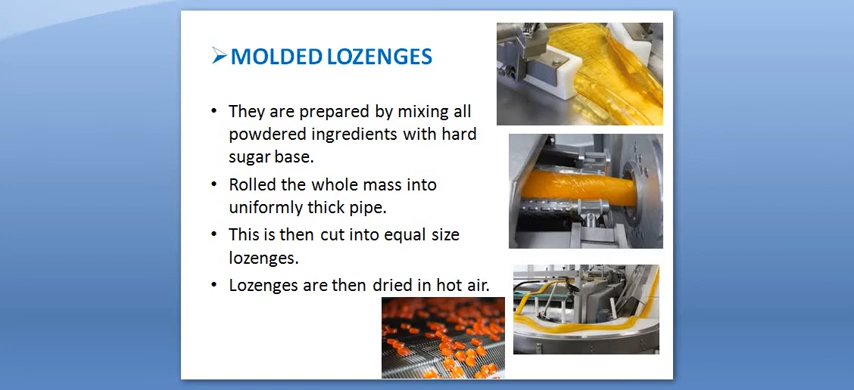 MOLDED LOZENGES
• They are prepared by mixing all
powdered ingredients with hard
sugar base.
• Rolled the whole mass into
uniformly thick pipe.
• This is then cut into equal size
lozenges.
• Lozenges are then dried in hot air.